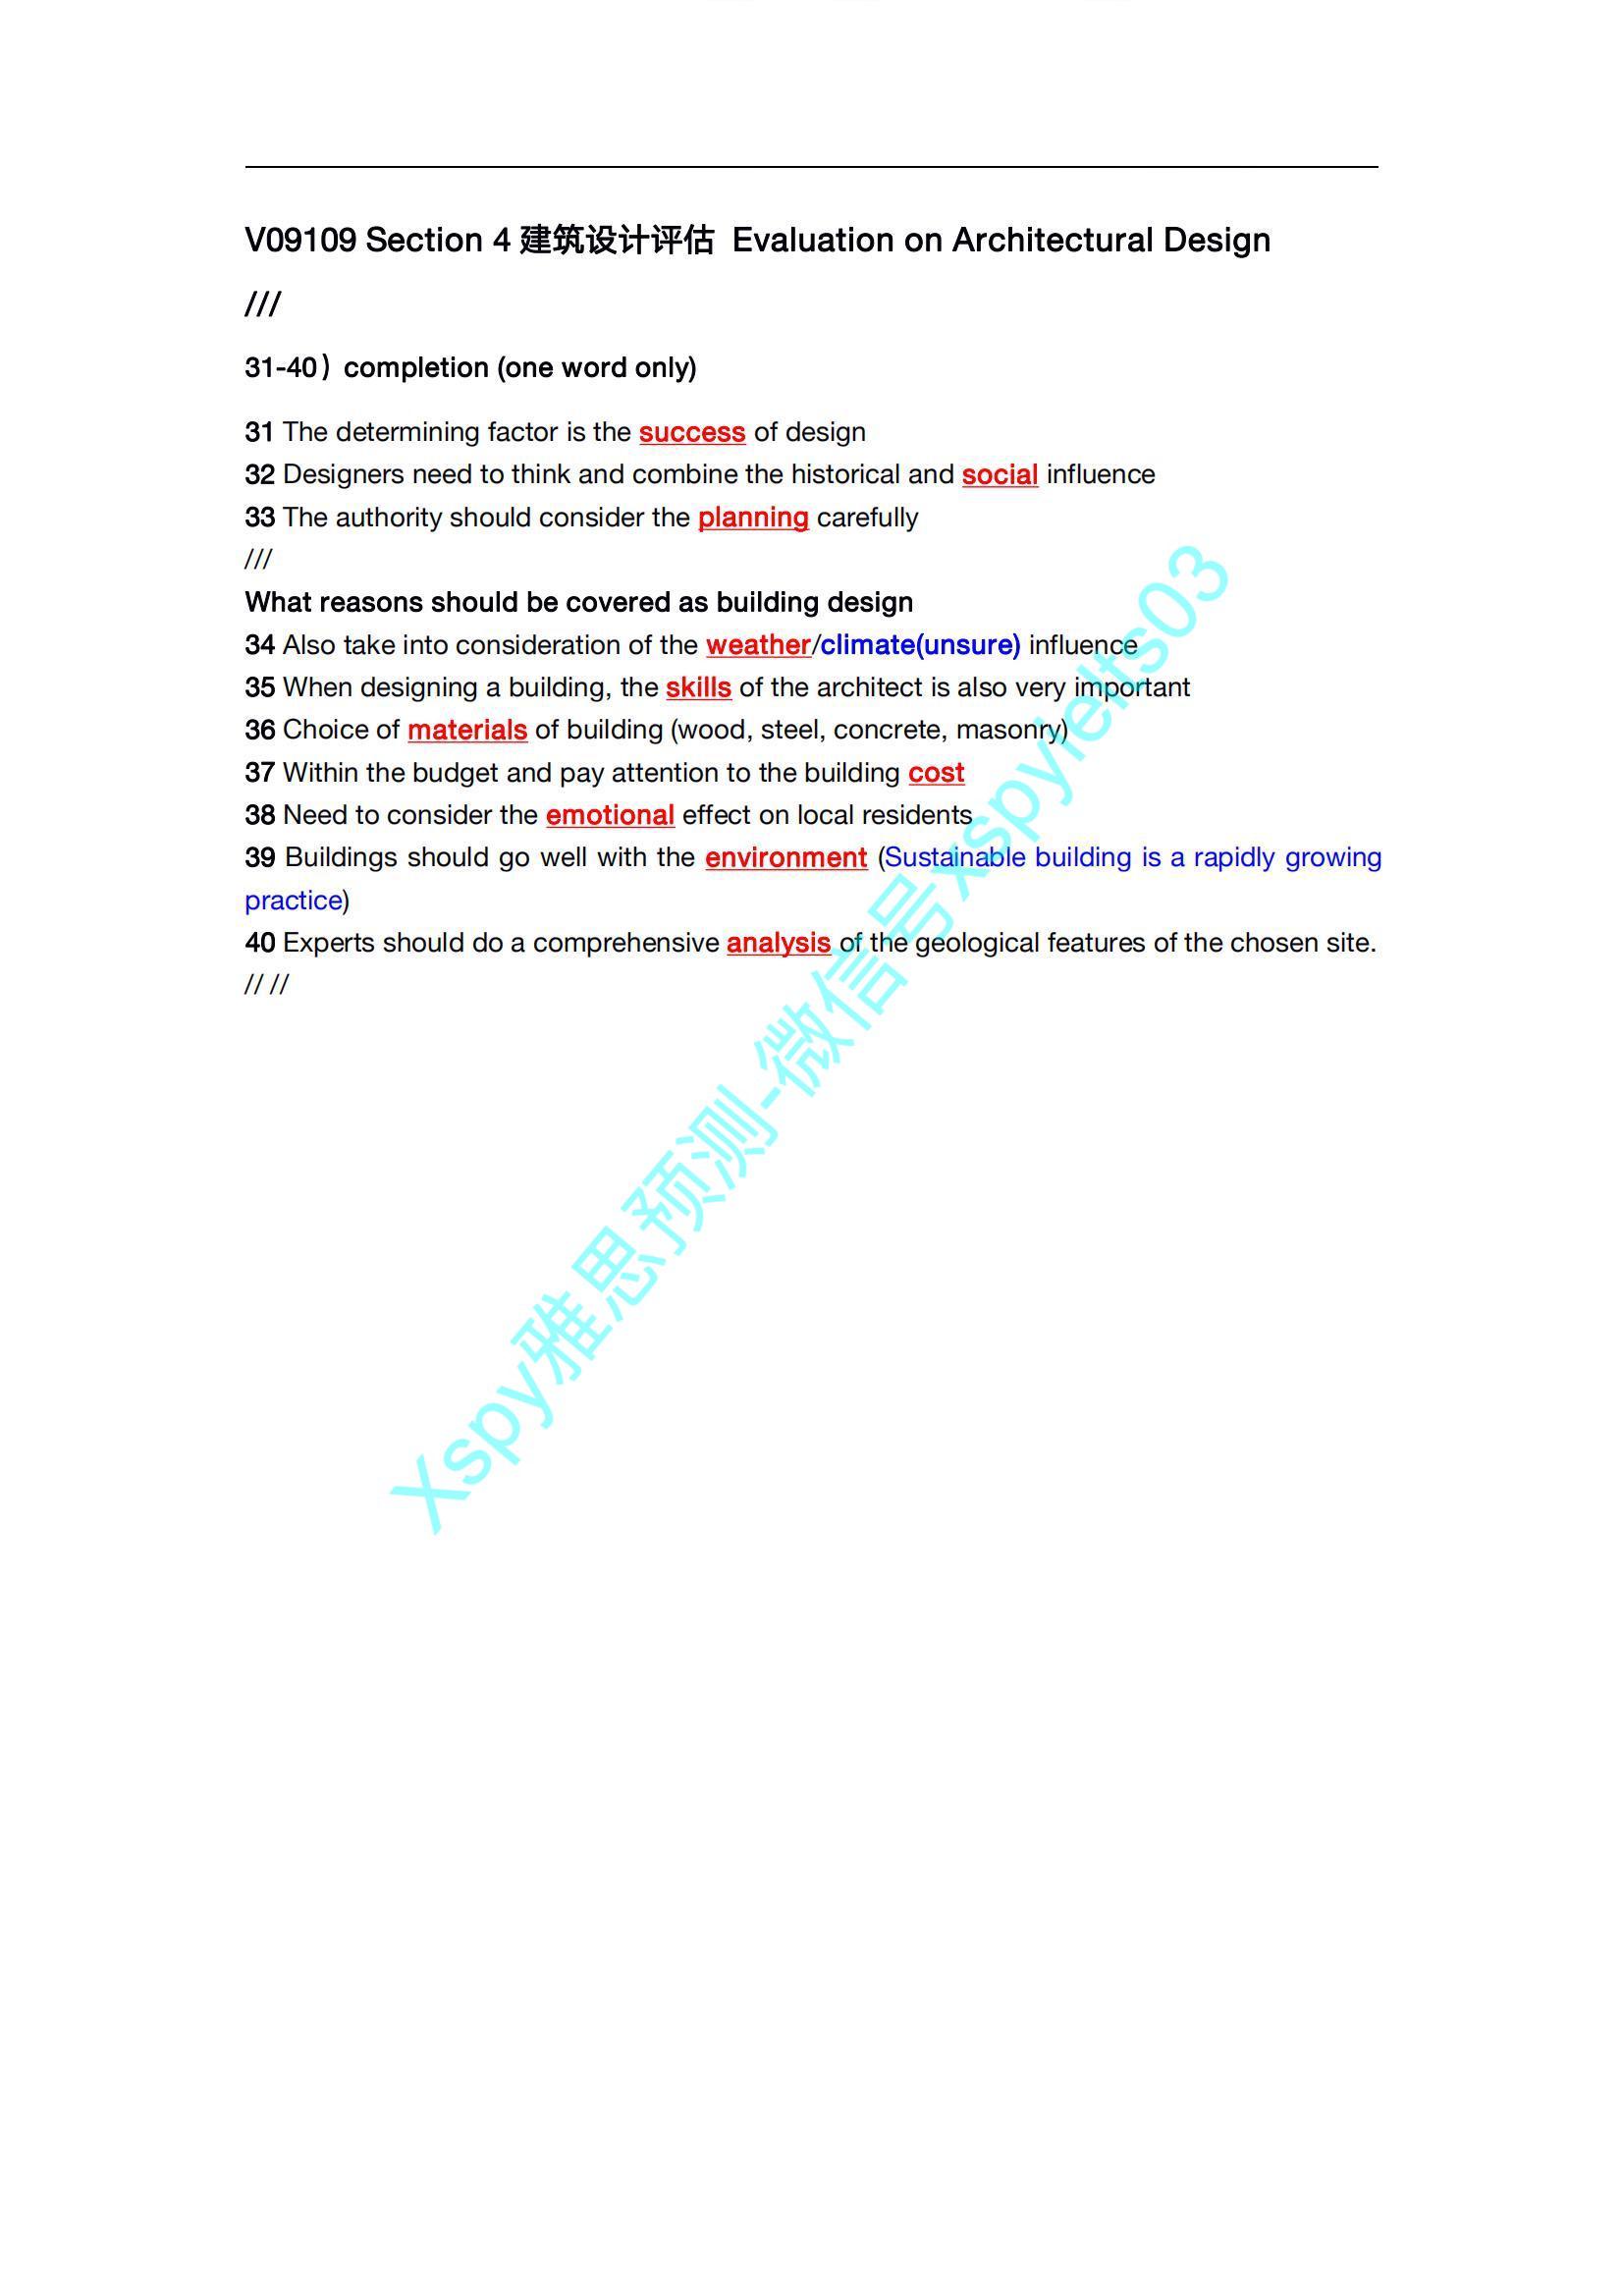 V09109 Section 4 建筑设计评估 Evaluation on Architectural Design
///
31-40）completion (one word only)
31 The determining factor is the success of design
32 Designers need to think and combine the historical and social influence
33 The authority should consider the planning carefully
///
What reasons should be covered as building design
34 Also take into consideration of the weather/climate(unsure) influence
35 When designing a building, the skills of the architect is also very important
36 Choice of materials of building (wood, steel, concrete, masonry)
37 Within the budget and pay attention to the building cost
38 Need to consider the emotional effect on local residents
39 Buildings should go well with the environment (Sustainable building is a rapidly growing
practice)
40 Experts should do a comprehensive analysis of the geological features of the chosen site.
// //
Xspy雅思预测-微信号xspyielts03